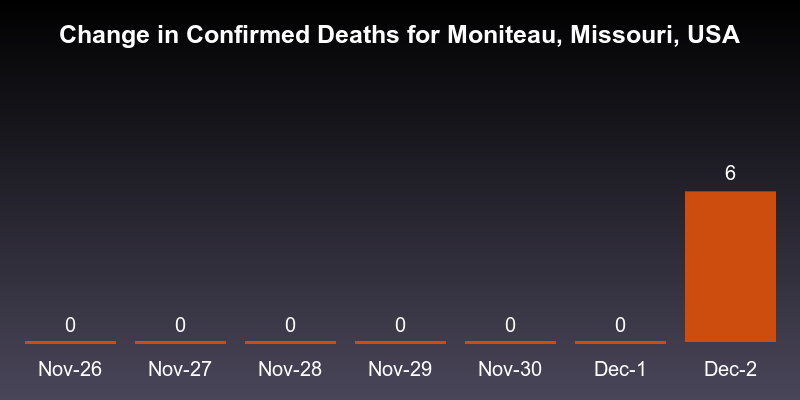 Change in Confirmed Deaths for Moniteau, Missouri, USA
6
0 0 0 0 0 0
Nov-26 Nov-27 Nov-28 Nov-29 Nov-30 Dec-1 Dec-2